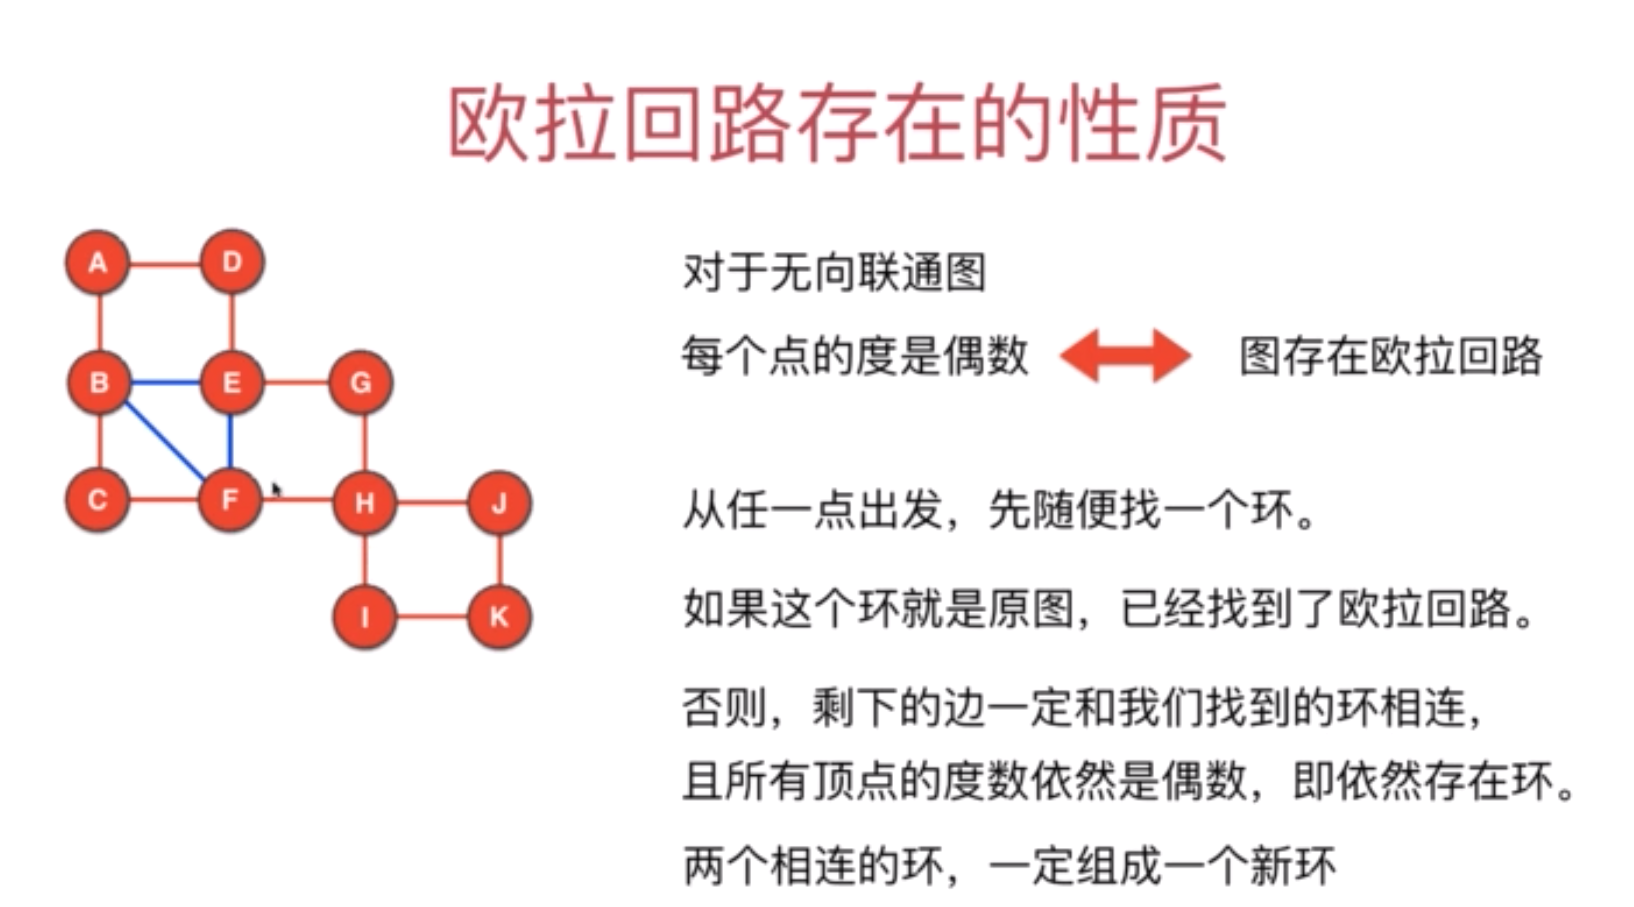 欧拉回路存在的性质
A D
B E G
C F H J
I K
对于无向联通图
每个点的度是偶数 图存在欧拉回路
从任一点出发，先随便找一个环。
如果这个环就是原图，已经找到了欧拉回路。
否则，剩下的边一定和我们找到的环相连，
且所有顶点的度数依然是偶数，即依然存在环。
两个相连的环，一定组成一个新环